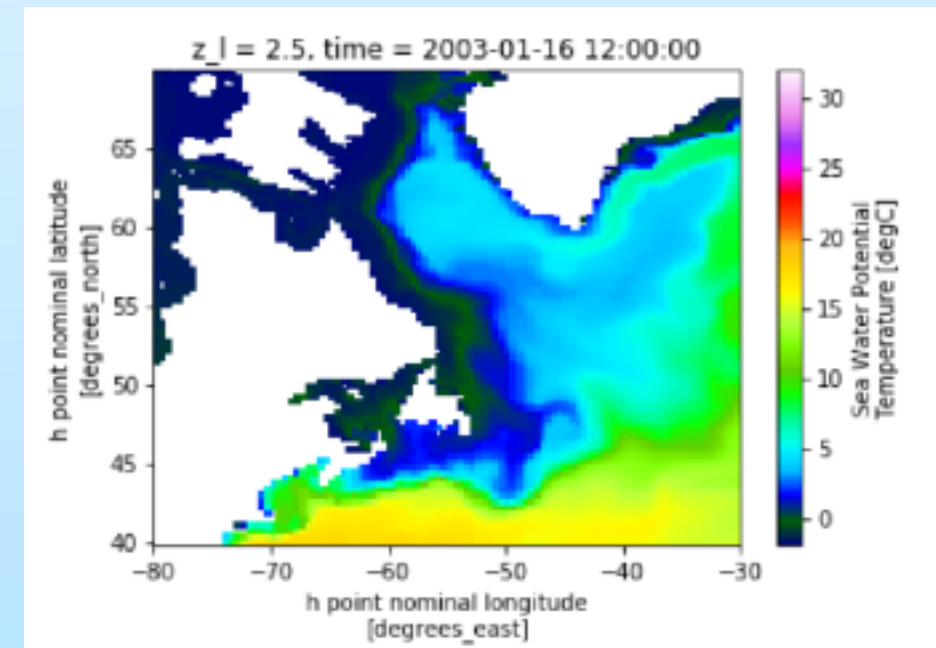 z_l = 2.5, time = 2003-01-16 12:00:00
65
60
55
50
45
40
h point nominal latitude
[degrees_north]
−80
−70
−60
−50
−40
−30
h point nominal longitude
[degrees_east]
30
25
20
15
10
5
0
Sea Water Potential
Temperature [degC]